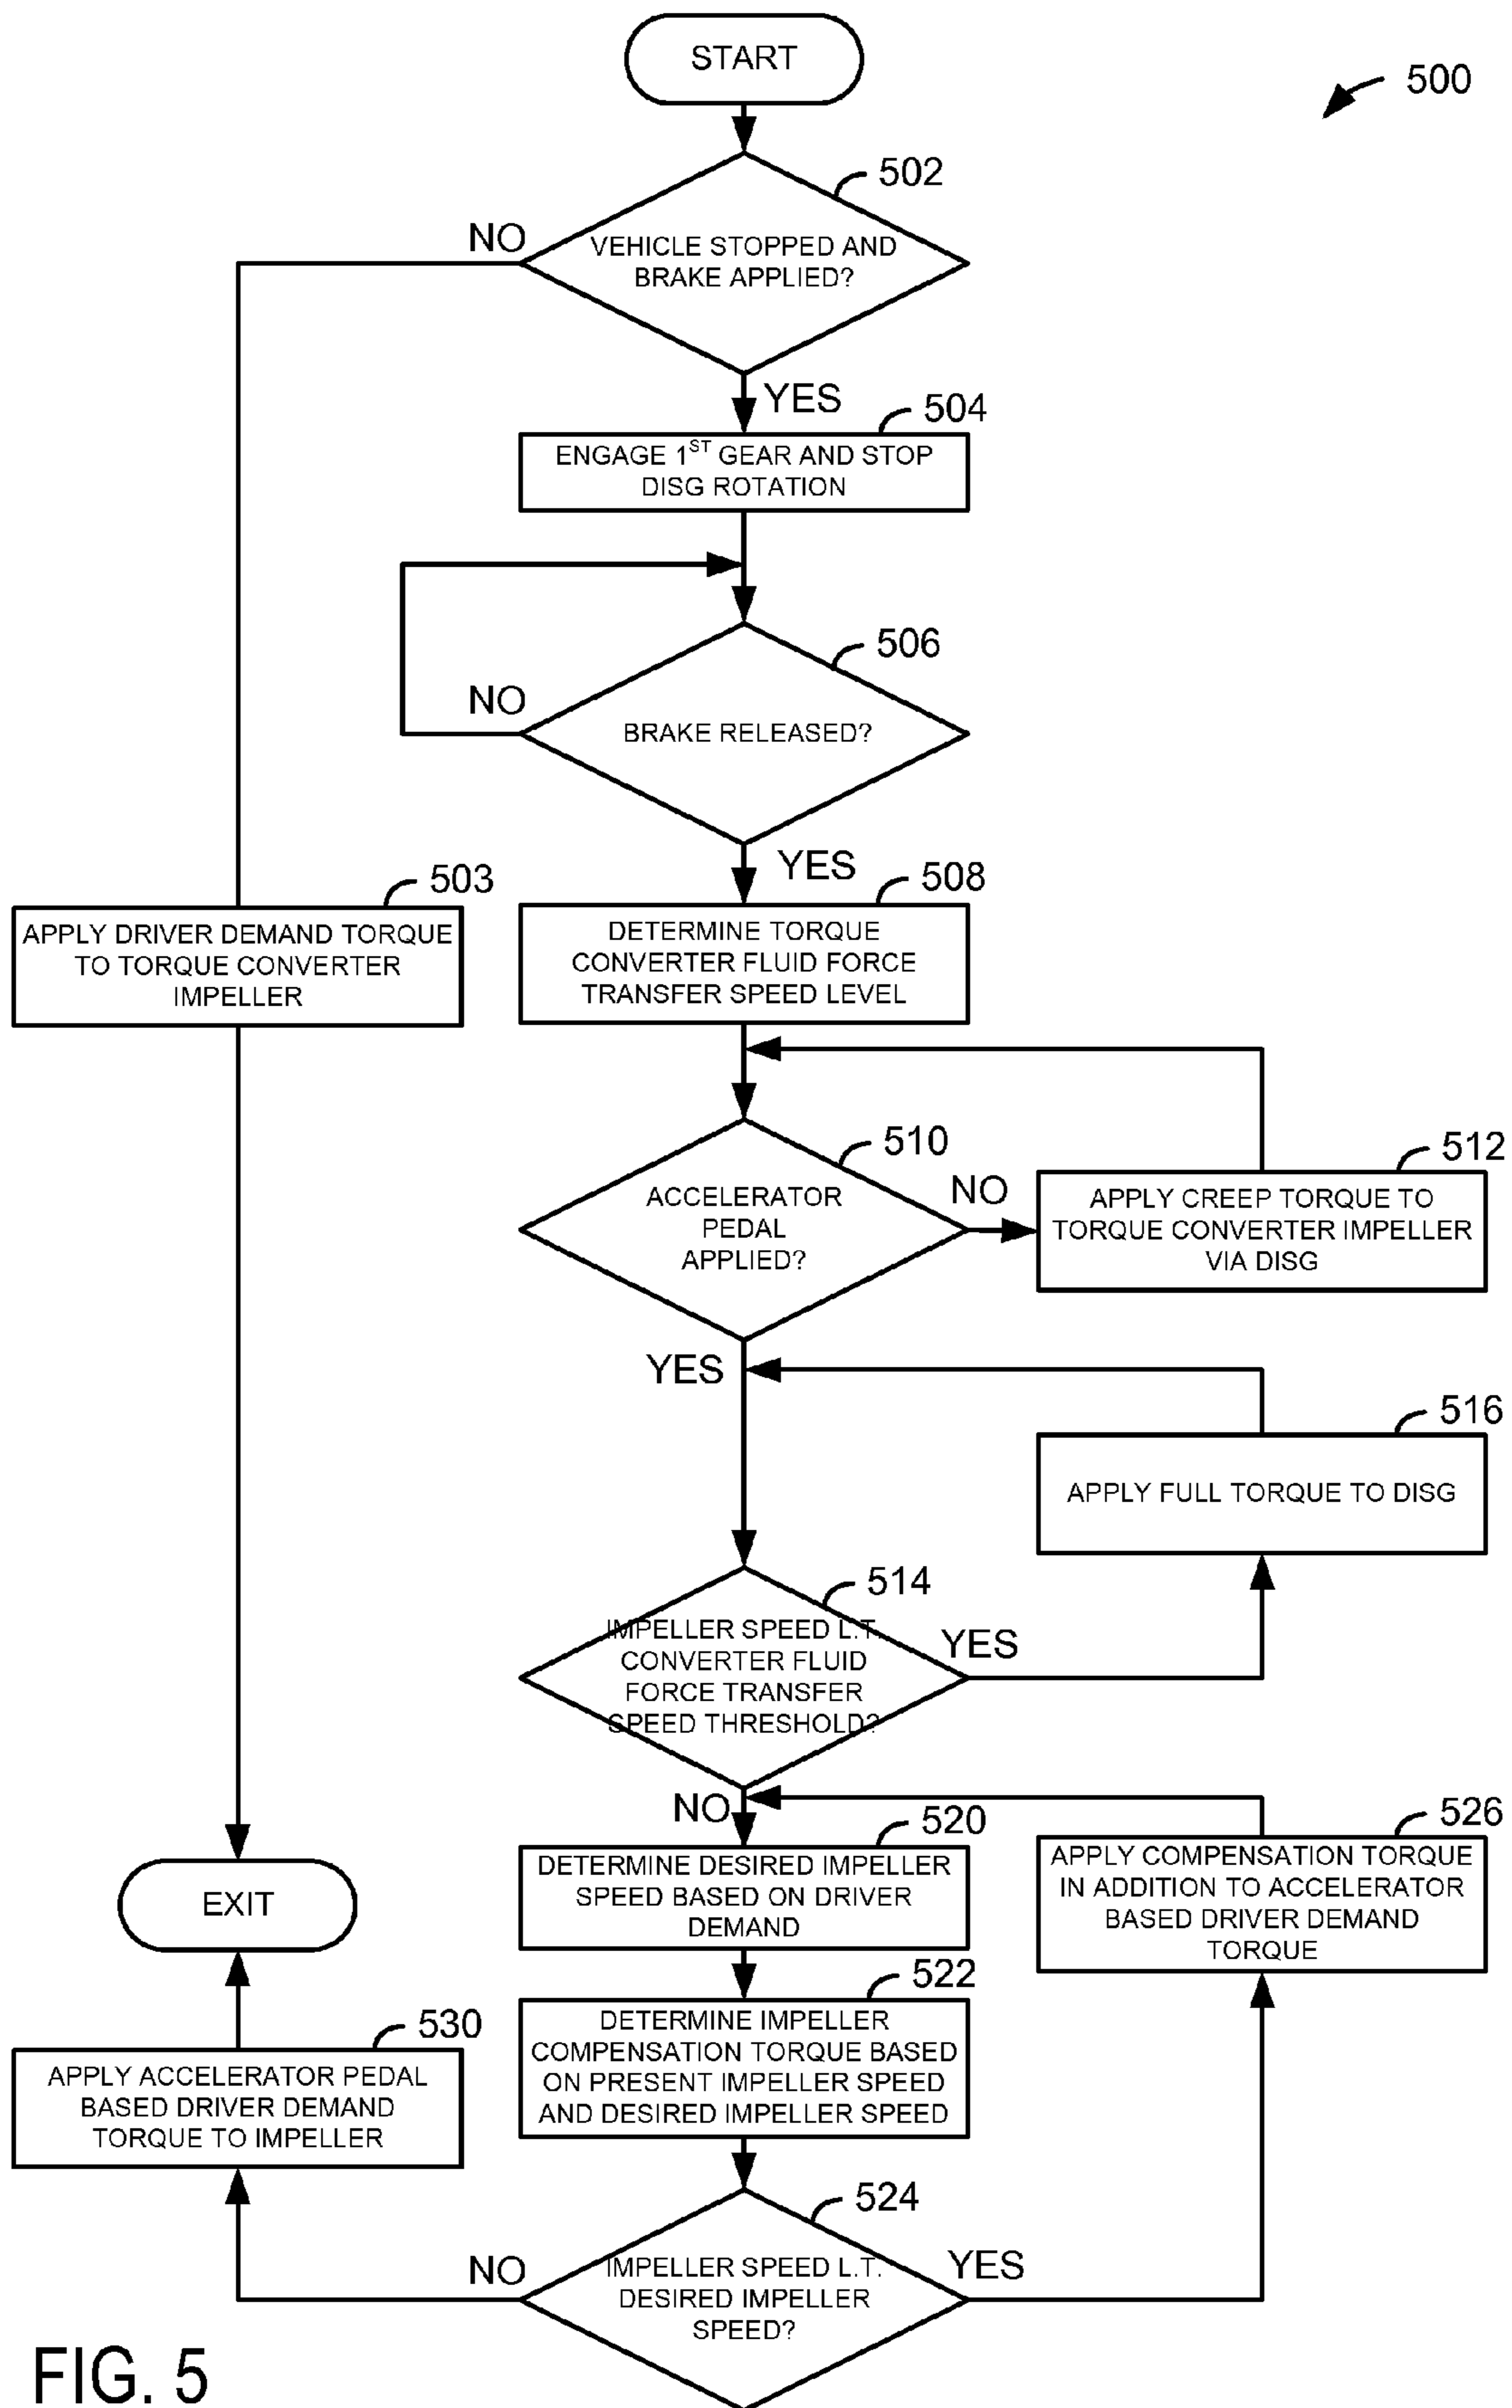 START
500
502
NO
VEHICLE STOPPED AND
BRAKE APPLIED?
YES
504
ENGAGE 1ST GEAR AND STOP
DISG ROTATION
506
NO
BRAKE RELEASED?
YES
503
508
APPLY DRIVER DEMAND TORQUE
TO TORQUE CONVERTER
IMPELLER
DETERMINE TORQUE
CONVERTER FLUID FORCE
TRANSFER SPEED LEVEL
510
512
ACCELERATOR
PEDAL
APPLIED?
NO
APPLY CREEP TORQUE TO
TORQUE CONVERTER IMPELLER
VIA DISG
YES
516
APPLY FULL TORQUE TO DISG
514
IMPELLER SPEED L.T.
CONVERTER FLUID
FORCE TRANSFER
SPEED THRESHOLD?
YES
NO
520
526
DETERMINE DESIRED IMPELLER
SPEED BASED ON DRIVER
DEMAND
APPLY COMPENSATION TORQUE
IN ADDITION TO ACCELERATOR
BASED DRIVER DEMAND
TORQUE
EXIT
522
530
DETERMINE IMPELLER
COMPENSATION TORQUE BASED
ON PRESENT IMPELLER SPEED
AND DESIRED IMPELLER SPEED
APPLY ACCELERATOR PEDAL
BASED DRIVER DEMAND
TORQUE TO IMPELLER
524
NO
IMPELLER SPEED L.T.
DESIRED IMPELLER
SPEED?
YES
FIG. 5